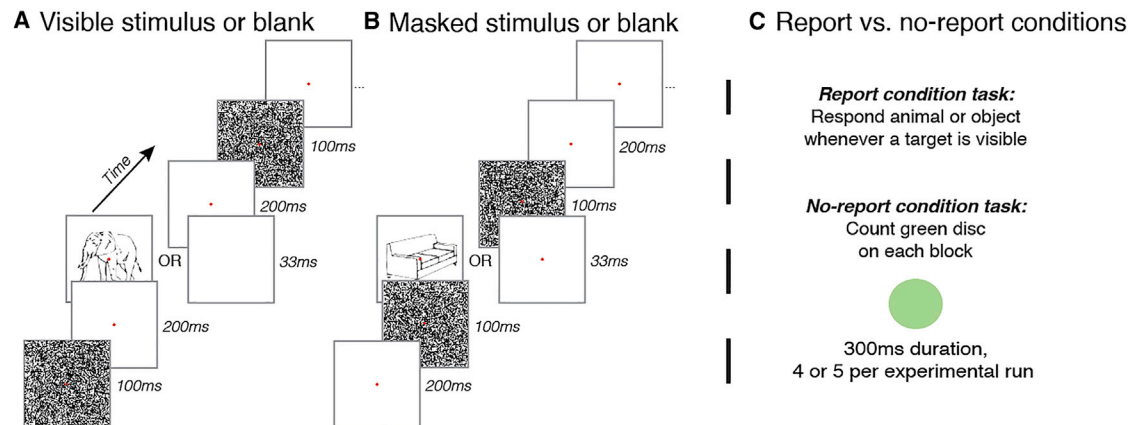 A Visible stimulus or blank
...
100ms
Time
200ms
OR
33ms
200ms
100ms
B Masked stimulus or blank
...
200ms
100ms
OR
33ms
100ms
200ms
C Report vs. no-report conditions
Report condition task:
Respond animal or object
whenever a target is visible
No-report condition task:
Count green disc
on each block
300ms duration,
4 or 5 per experimental run